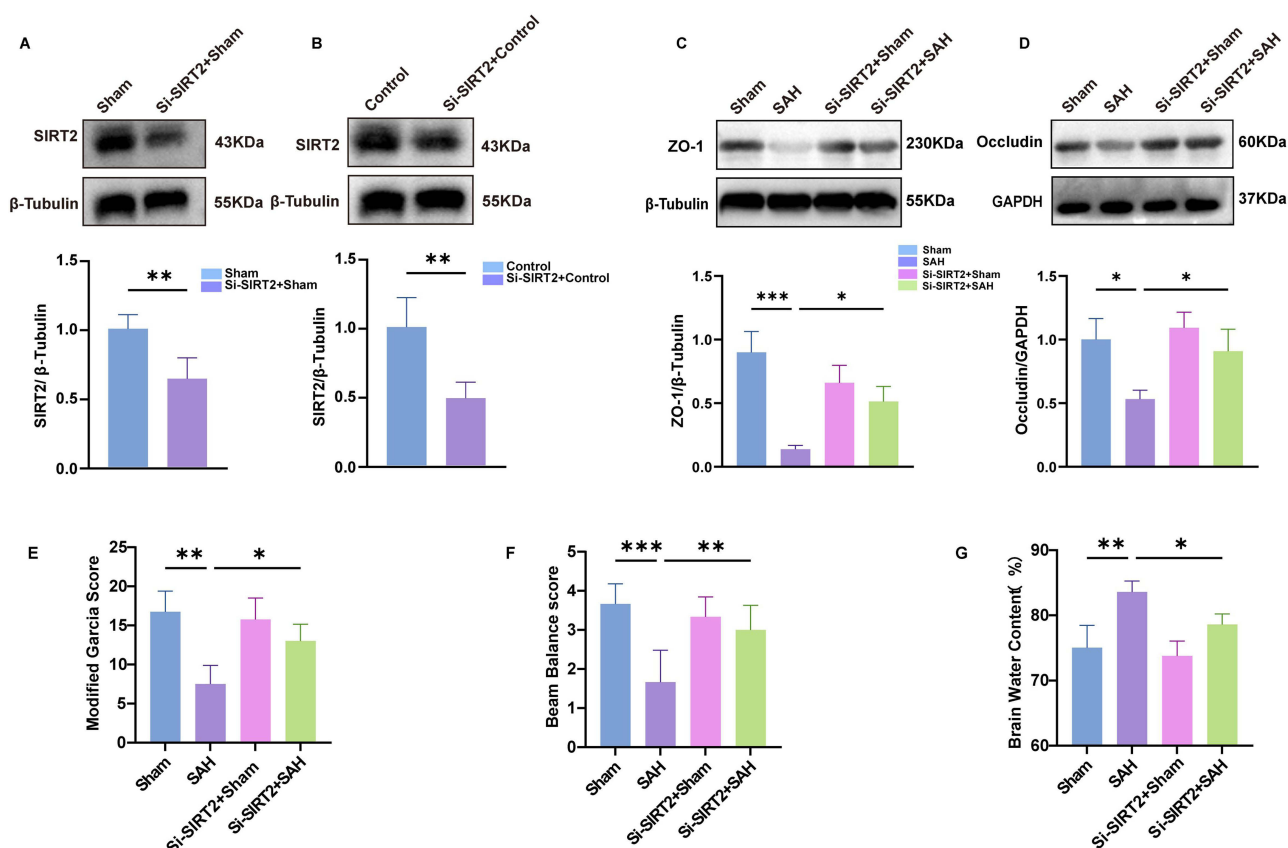 A
Sham
Si-SIRT2+Sham
SIRT2
43KDa
β-Tubulin
55KDa
1.5
1.0
0.5
0.0
SIRT2/ β-Tubulin
**
Sham
Si-SIRT2+Sham
B
Control
Si-SIRT2+Control
SIRT2
43KDa
β-Tubulin
55KDa
1.5
1.0
0.5
0.0
SIRT2/β-Tubulin
**
Control
Si-SIRT2+Control
C
Sham
SAH
Si-SIRT2+Sham
Si-SIRT2+SAH
ZO-1
230KDa
β-Tubulin
55KDa
1.5
1.0
0.5
0.0
ZO-1/β-Tubulin
***
*
Sham
SAH
Si-SIRT2+Sham
Si-SIRT2+SAH
D
Sham
SAH
Si-SIRT2+Sham
Si-SIRT2+SAH
Occludin
60KDa
GAPDH
37KDa
1.5
1.0
0.5
0.0
Occludin/GAPDH
*
*
E
25
20
15
10
5
0
Modified Garcia Score
**
*
Sham
SAH
Si-SIRT2+Sham
Si-SIRT2+SAH
F
5
4
3
2
1
0
Beam Balance score
***
**
Sham
SAH
Si-SIRT2+Sham
Si-SIRT2+SAH
G
90
80
70
60
Brain Water Content( %)
**
*
Sham
SAH
Si-SIRT2+Sham
Si-SIRT2+SAH